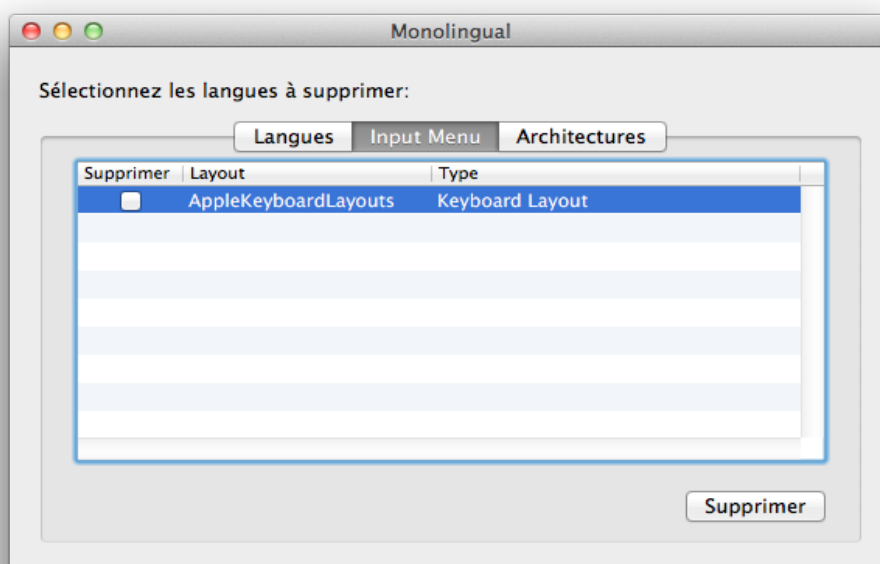 Monolingual
Sélectionnez les langues à supprimer:
Langues Input Menu Architectures
Supprimer Layout Type
AppleKeyboardLayouts Keyboard Layout
Supprimer